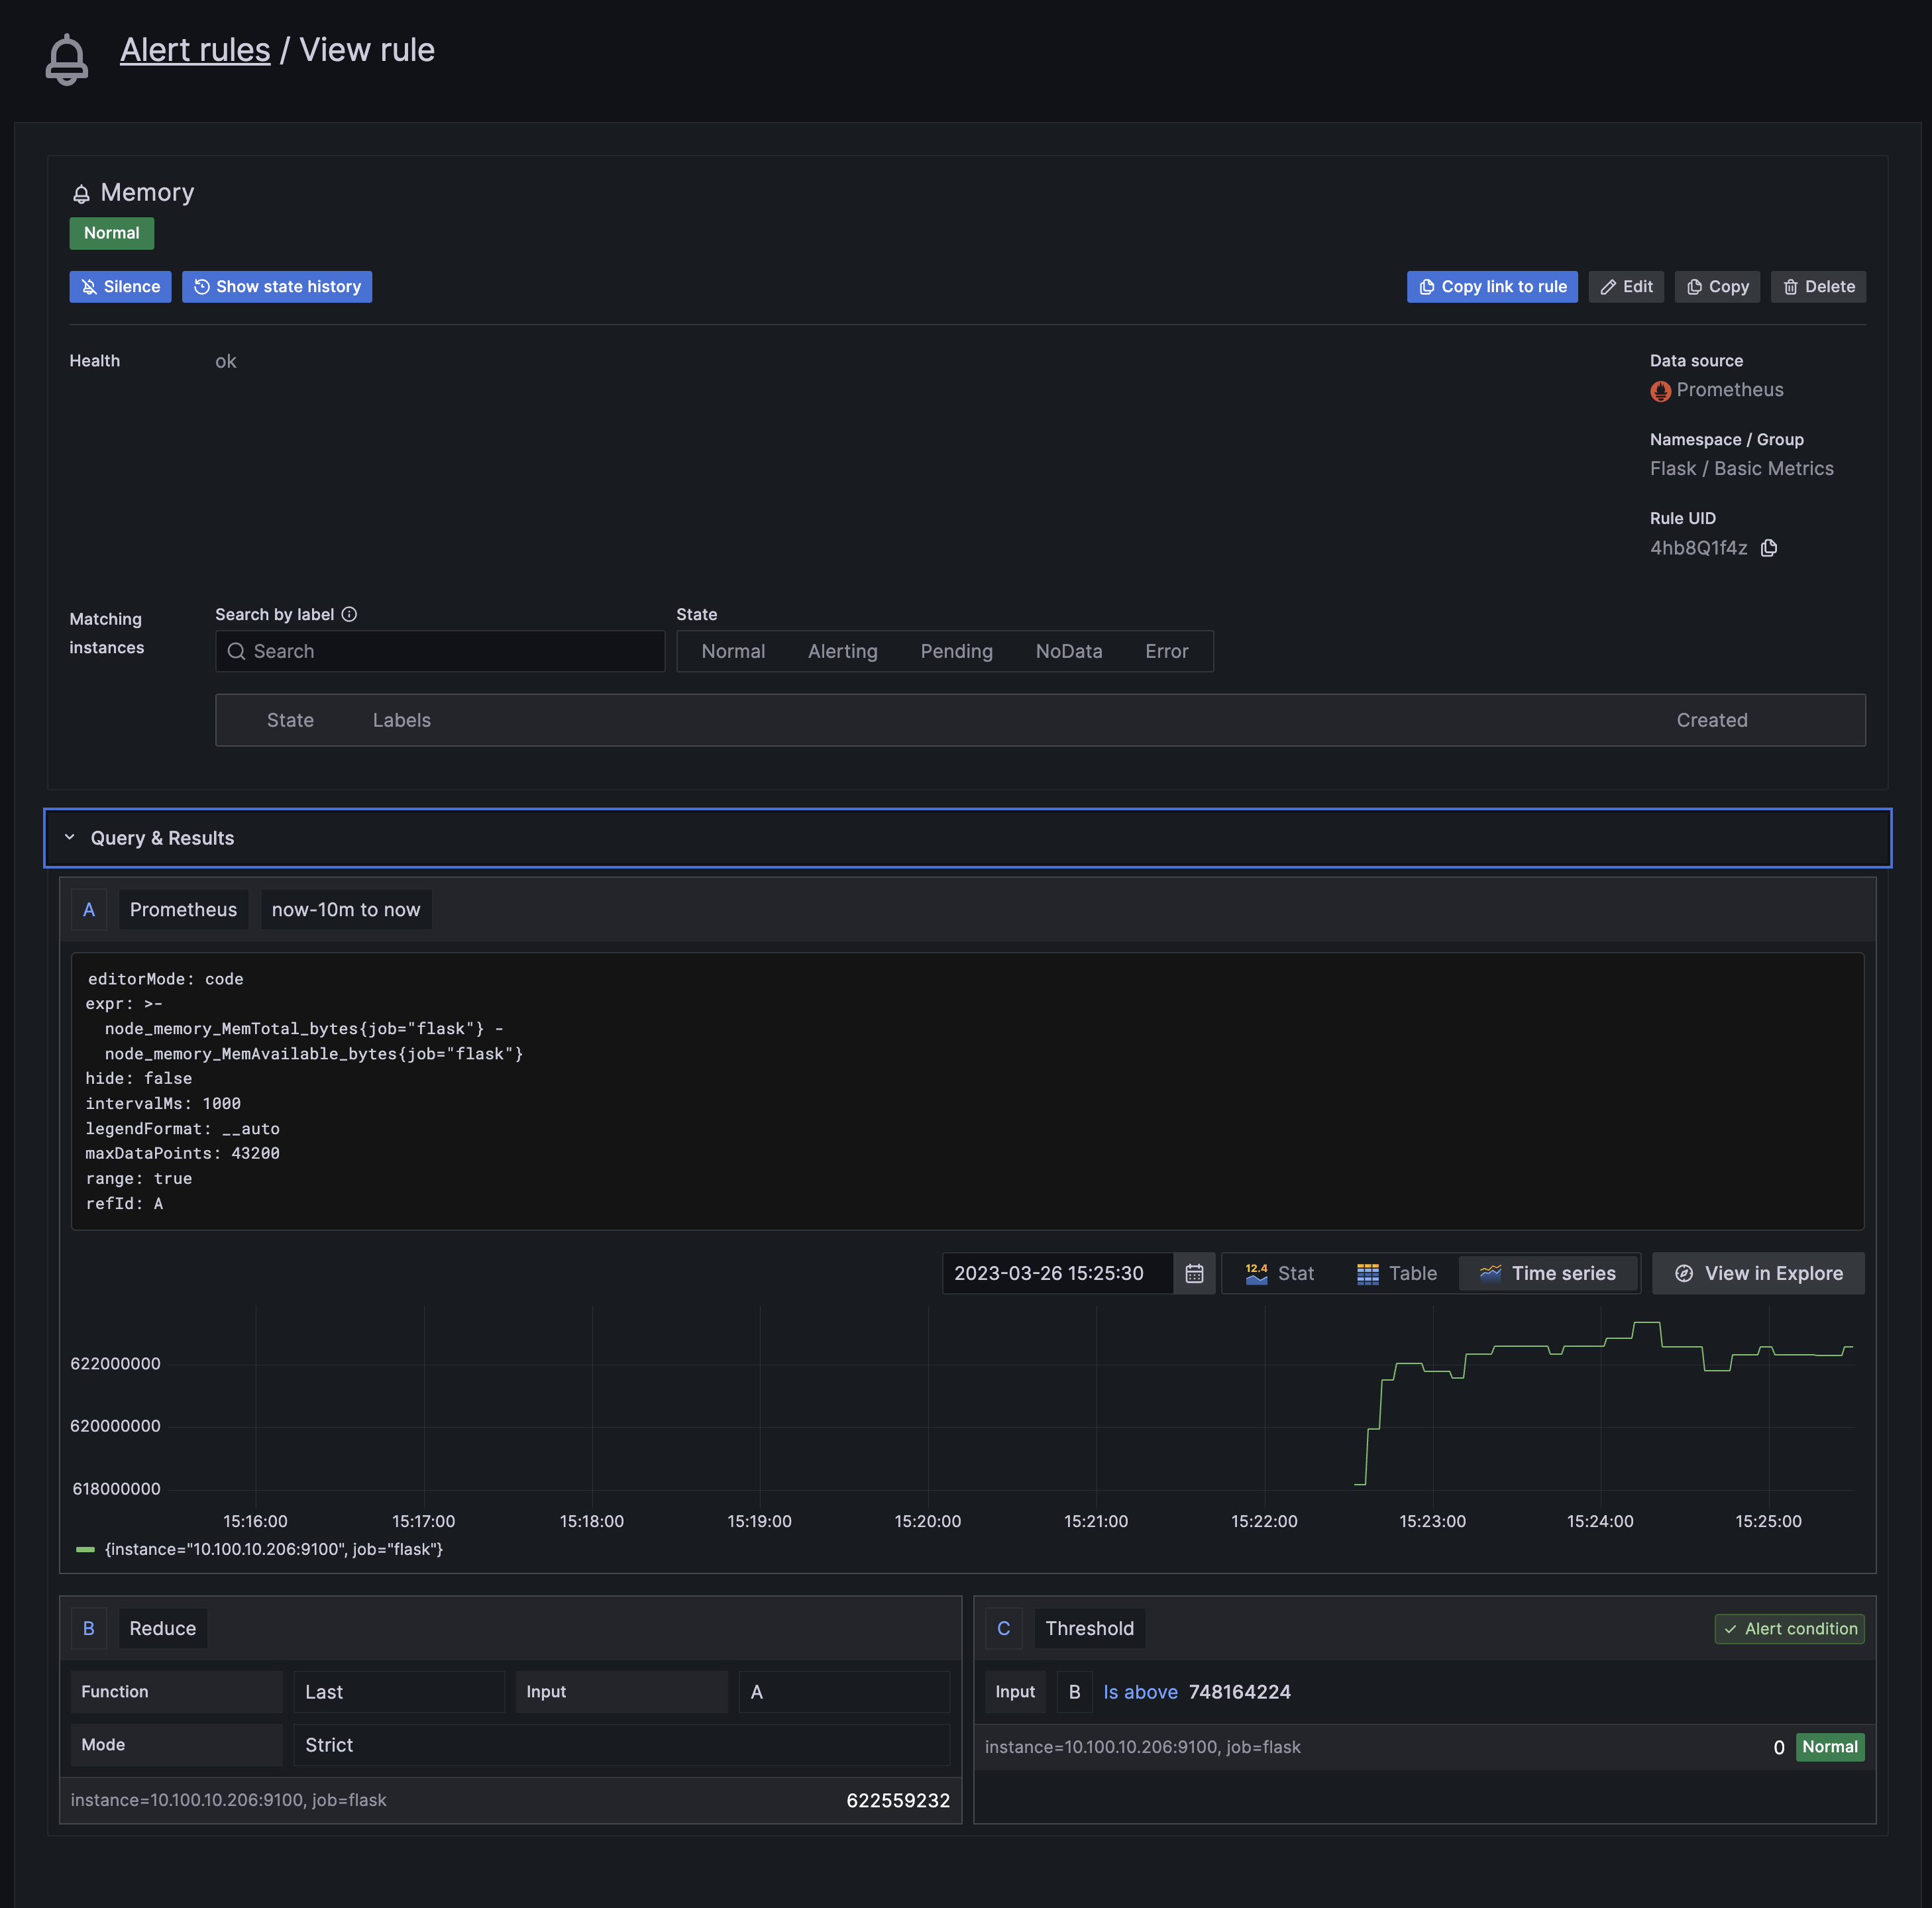 Alert rules / View rule
Memory
Normal
Silence Show state history Copy link to rule Edit Copy Delete
Health ok
Data source
Prometheus
Namespace / Group
Flask / Basic Metrics
Rule UID
4hb8Q1f4z
Matching instances
Search by label State
Search Normal Alerting Pending NoData Error
State Labels Created
Query & Results
A Prometheus now-10m to now
editorMode: code
expr: >-
node_memory_MemTotal_bytes{job="flask"} -
node_memory_MemAvailable_bytes{job="flask"}
hide: false
intervalMs: 1000
legendFormat: __auto
maxDataPoints: 43200
range: true
refId: A
2023-03-26 15:25:30 12.4 Stat Table Time series View in Explore
622000000
620000000
618000000
15:16:00 15:17:00 15:18:00 15:19:00 15:20:00 15:21:00 15:22:00 15:23:00 15:24:00 15:25:00
{instance="10.100.10.206:9100", job="flask"}
B Reduce
Function Last Input A
Mode Strict
instance=10.100.10.206:9100, job=flask 622559232
C Threshold Alert condition
Input B Is above 748164224
instance=10.100.10.206:9100, job=flask 0 Normal